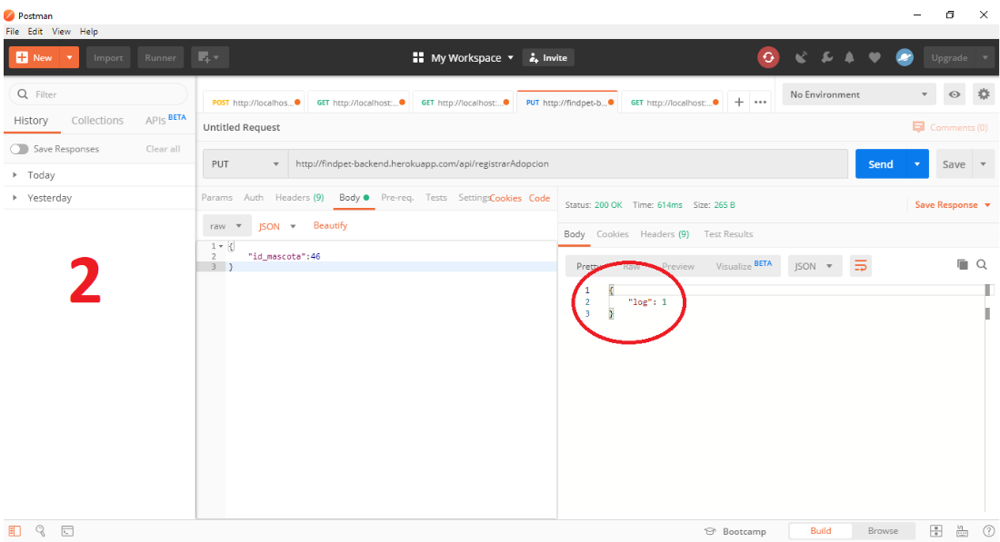 Postman
File Edit View Help
New Import Runner My Workspace Invite Upgrade
Filter
History Collections APIs BETA
Save Responses Clear all
Today
Yesterday
2
POST http://localhos... GET http://localhost:... GET http://localhost:... PUT http://findpet-b... GET http://localhost:... + ••• No Environment
Untitled Request Comments (0)
PUT http://findpet-backend.herokuapp.com/api/registrarAdopcion Send Save
Params Auth Headers (9) Body Pre-req. Tests Settings Cookies Code
raw JSON Beautify
1 {
2 "id_mascota":46
3 }
Status: 200 OK Time: 614ms Size: 265 B Save Response
Body Cookies Headers (9) Test Results
Pretty Raw Preview Visualize BETA JSON
1 {
2 "log": 1
3 }
Bootcamp Build Browse